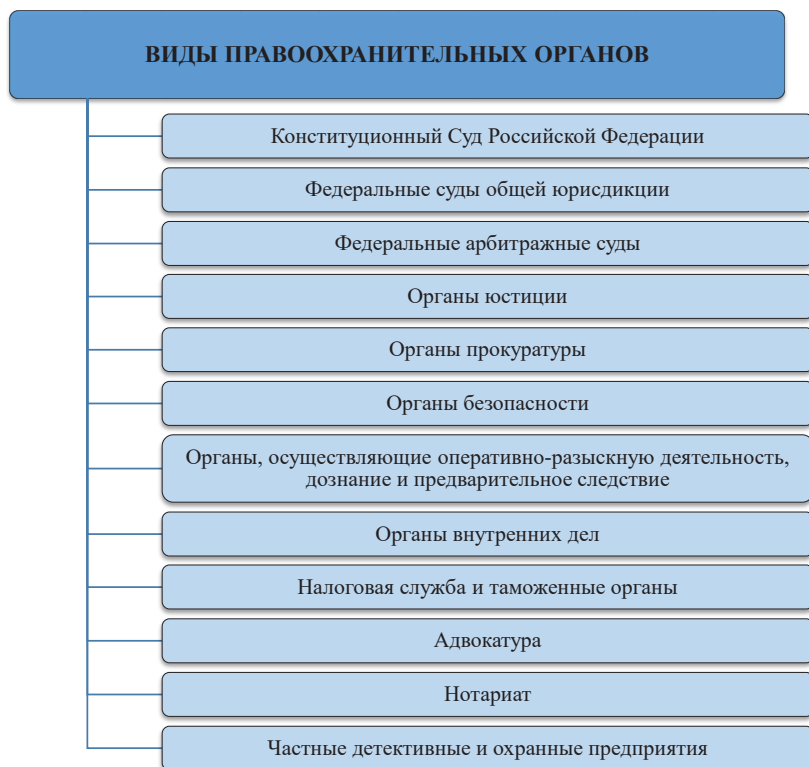 ВИДЫ ПРАВООХРАНИТЕЛЬНЫХ ОРГАНОВ
Конституционный Суд Российской Федерации
Федеральные суды общей юрисдикции
Федеральные арбитражные суды
Органы юстиции
Органы прокуратуры
Органы безопасности
Органы, осуществляющие оперативно-разыскную деятельность,
дознание и предварительное следствие
Органы внутренних дел
Налоговая служба и таможенные органы
Адвокатура
Нотариат
Частные детективные и охранные предприятия